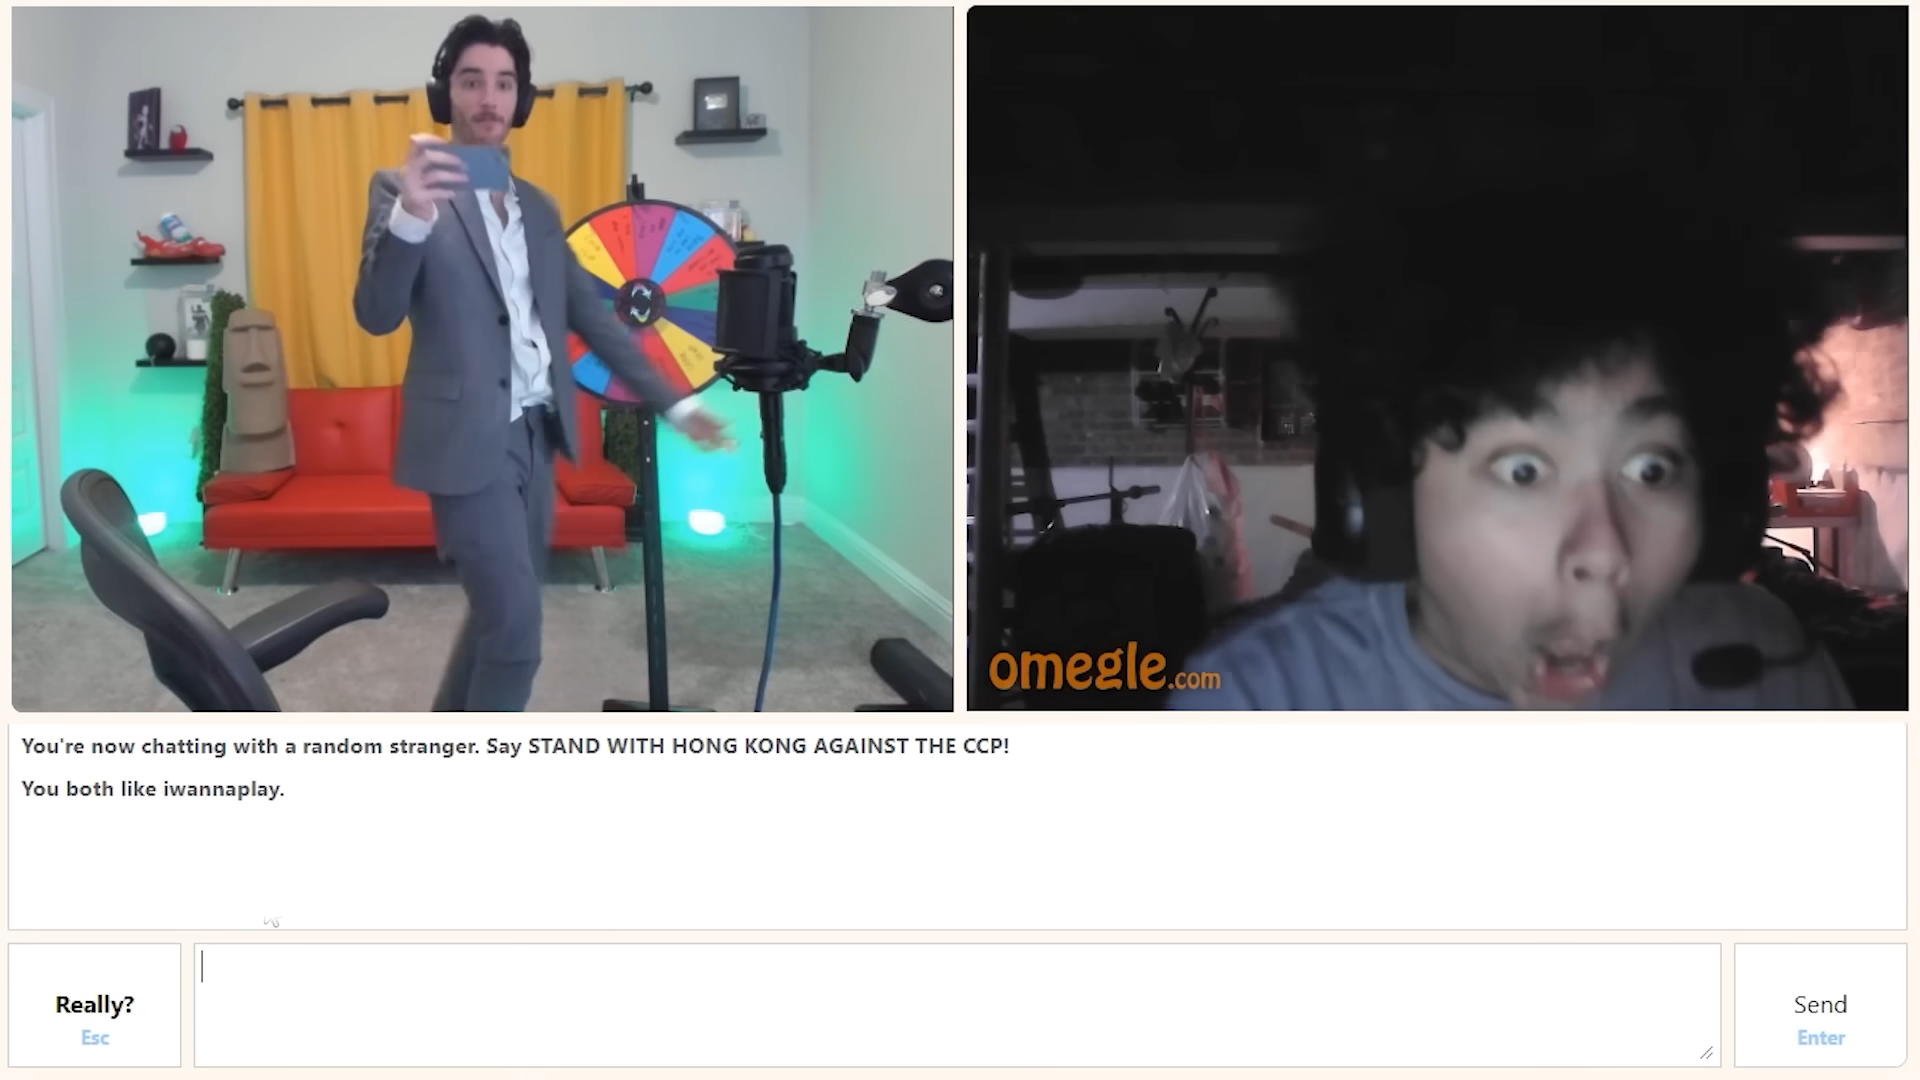 omegle.com
You're now chatting with a random stranger. Say STAND WITH HONG KONG AGAINST THE CCP!
You both like iwannaplay.
Really?
Esc
Send
Enter